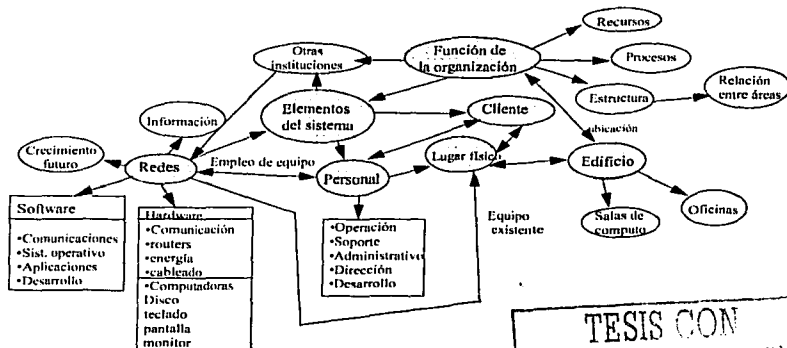 Recursos
Otras
instituciones
Función de
la organización
Procesos
Relación
entre áreas
Estructura
Elementos
del sistema
Cliente
Información
ubicación
Crecimiento
futuro
Redes
Empleo de equipo
Lugar físico
Edificio
Personal
Software
•Comunicaciones
•Sist. operativo
•Aplicaciones
•Desarrollo
Hardware
•Comunicación
•routers
•energía
•cableado
•Computadoras
Disco
teclado
pantalla
monitor
•Operación
•Soporte
•Administrativo
•Dirección
•Desarrollo
Equipo
existente
Salas de
computo
Oficinas
TESIS CON